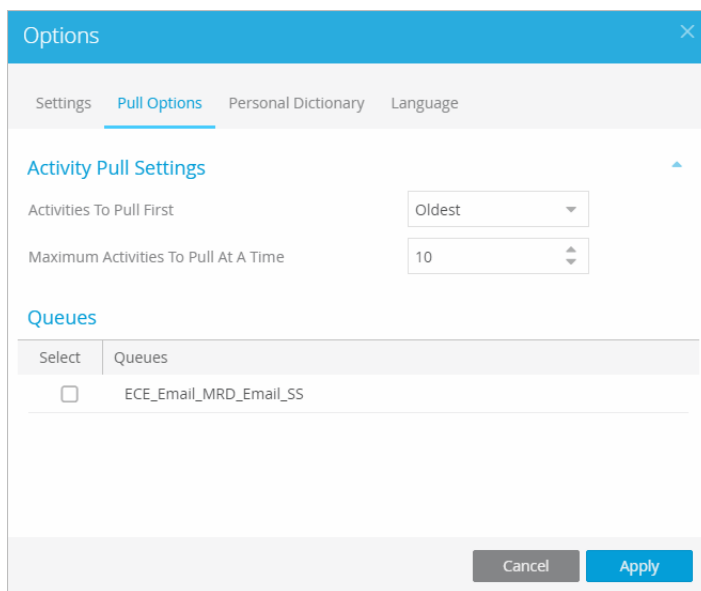 Options
Settings Pull Options Personal Dictionary Language
Activity Pull Settings
Activities To Pull First Oldest
Maximum Activities To Pull At A Time 10
Queues
Select Queues
ECE_Email_MRD_Email_SS
Cancel Apply